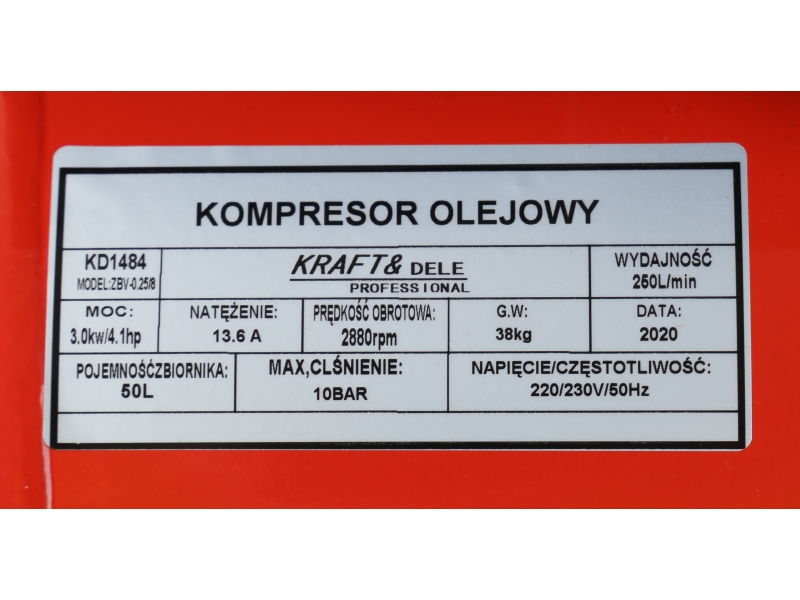 KOMPRESOR OLEJOWY
KD1484
MODEL:ZBV-0.25/8
KRAFT& DELE
PROFESSIONAL
WYDAJNOŚĆ
250L/min
MOC:
3.0kw/4.1hp
NATĘŻENIE:
13.6 A
PRĘDKOŚĆ OBROTOWA:
2880rpm
G.W:
38kg
DATA:
2020
POJEMNOŚĆZBIORNIKA:
50L
MAX,CLŚNIENIE:
10BAR
NAPIĘCIE/CZĘSTOTLIWOŚĆ:
220/230V/50Hz